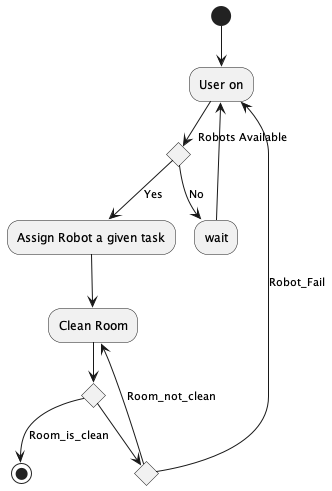 User on
Robots Available
Yes
No
Assign Robot a given task
wait
Robot_Fail
Clean Room
Room_not_clean
Room_is_clean